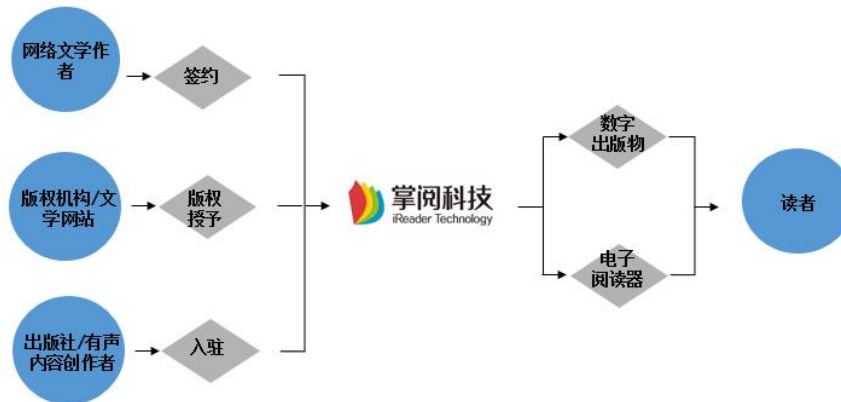 网络文学作
者
签约
版权机构/文
学网站
版权
授予
出版社/有声
内容创作者
入驻
掌阅科技
iReader Technology
数字
出版物
电子
阅读器
读者